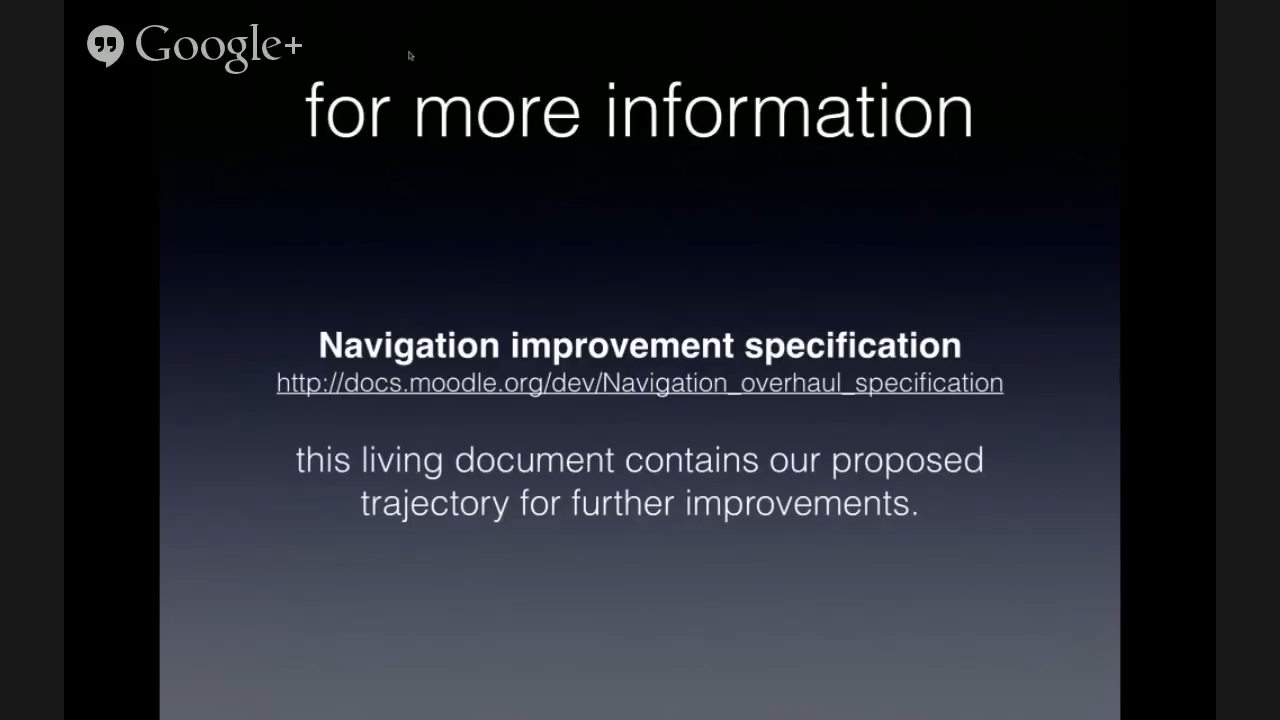 Google+
for more information
Navigation improvement specification
http://docs.moodle.org/dev/Navigation_overhaul_specification
this living document contains our proposed
trajectory for further improvements.